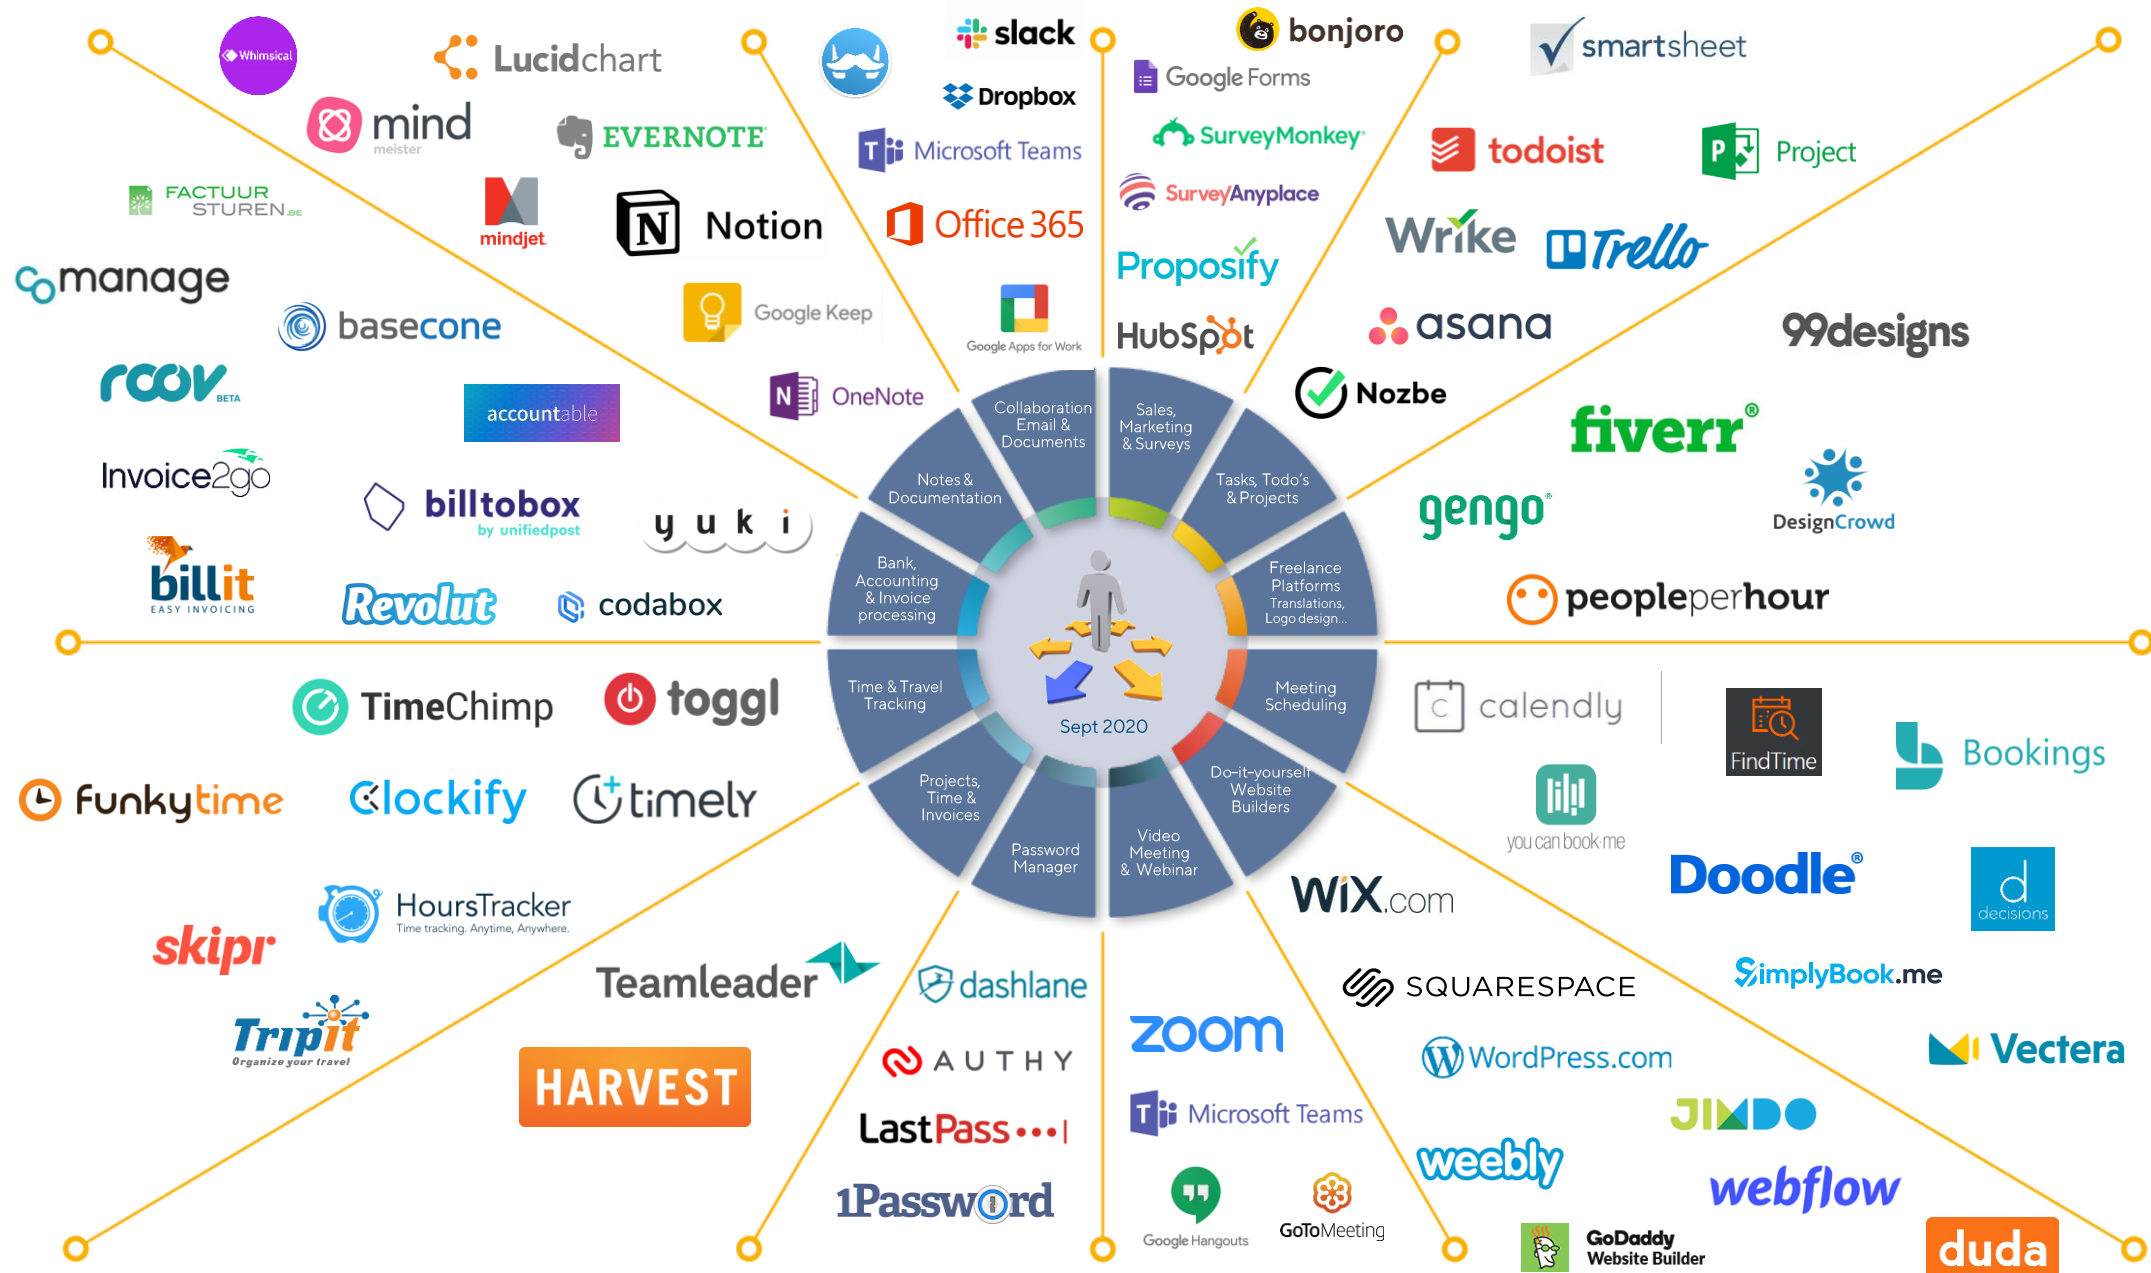 Whimsical
Lucidchart
mind
meister
EVERNOTE
mindjet
Notion
Google Keep
OneNote
slack
Dropbox
Microsoft Teams
Office 365
Google Apps for Work
bonjoro
Google Forms
SurveyMonkey
SurveyAnyplace
Proposify
HubSpot
smartsheet
todoist
Project
Wrike
Trello
asana
Nozbe
99designs
fiverr®
gengo
DesignCrowd
peopleperhour
FACTUUR
STUREN.BE
comanage
basecone
roov
BETA
accountable
Invoice2go
billtobox
by unifiedpost
yuki
billit
EASY INVOICING
Revolut
codabox
Collaboration
Email &
Documents
Sales,
Marketing
& Surveys
Notes &
Documentation
Tasks, Todo's
& Projects
Bank,
Accounting
& Invoice
processing
Freelance
Platforms
Translations,
Logo design...
Time & Travel
Tracking
Meeting
Scheduling
Projects,
Time &
Invoices
Do-it-yourself
Website
Builders
Password
Manager
Video
Meeting
& Webinar
Sept 2020
TimeChimp
toggl
Funkytime
Clockify
timely
HoursTracker
Time tracking. Anytime, Anywhere.
skipr
Tripit
Organize your travel
Teamleader
HARVEST
dashlane
AUTHY
LastPass
1Password
zoom
Microsoft Teams
Google Hangouts
GoToMeeting
WiX.com
SQUARESPACE
WordPress.com
JIMDO
weebly
webflow
GoDaddy
Website Builder
duda
C calendly
FindTime
Bookings
you can book me
Doodle®
d
decisions
SimplyBook.me
Vectera